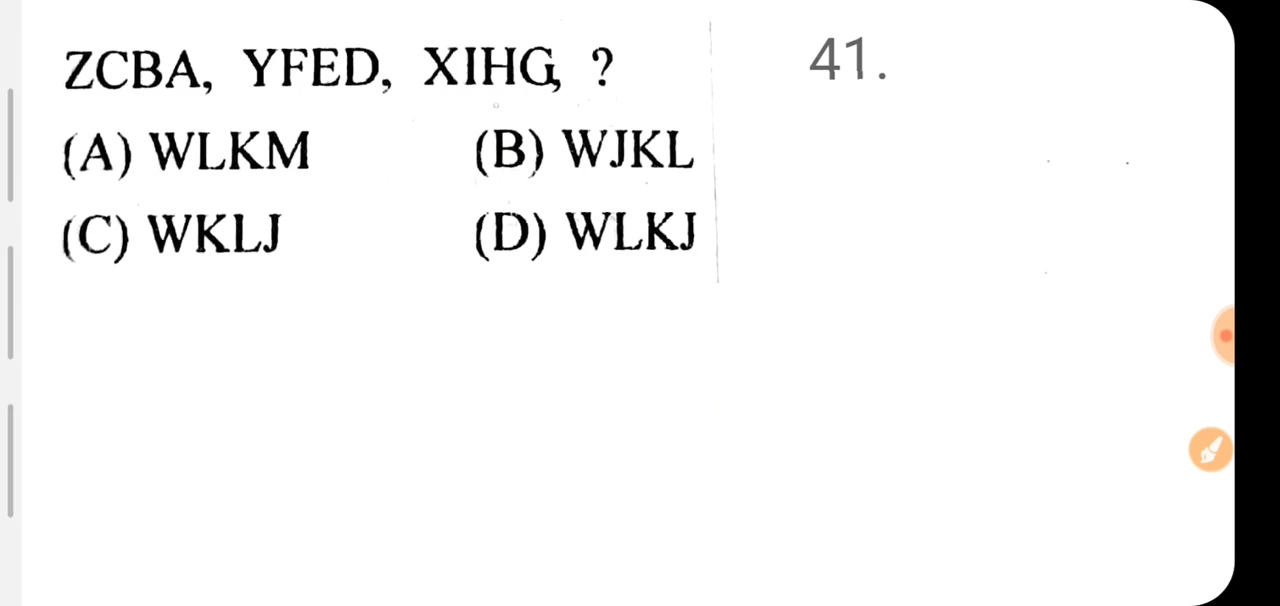 ZCBA, YFED, XIHG, ? 41.
(A) WLKM (B) WJKL
(C) WKLJ (D) WLKJ